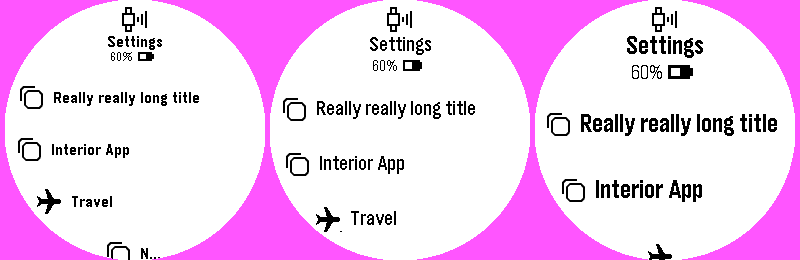 Settings
60%
Really really long title
Interior App
Travel
N...
Settings
60%
Really really long title
Interior App
Travel
Settings
60%
Really really long title
Interior App